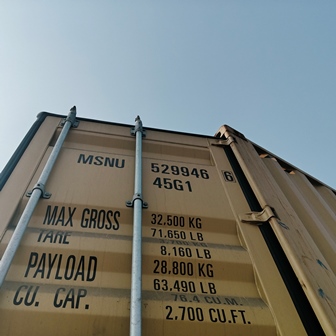 MSNU 529946 6
45G1
MAX GROSS 32.500 KG
71.650 LB
TARE
8.160 LB
PAYLOAD 28.800 KG
63.490 LB
CU. CAP. 76.4 CU.M.
2.700 CU.FT.